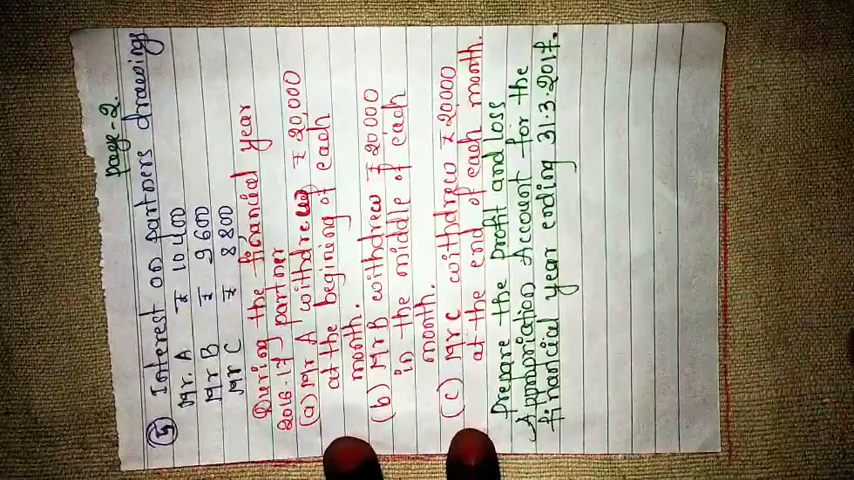 page-2.
(5) Interest on partners drawings
Mr. A ₹ 10400
Mr B ₹ 9600
Mr C ₹ 8800
During the financial year
2016-17 partner
(a) Mr A withdrew ₹ 20,000
at the begining of each
month.
(b) Mr B withdrew ₹ 20000
in the middle of each
month.
(c) Mr C withdrew ₹ 20000
at the end of each month.
Prepare the profit and loss
Appropriation Account for the
financial year ending 31.3.2017.